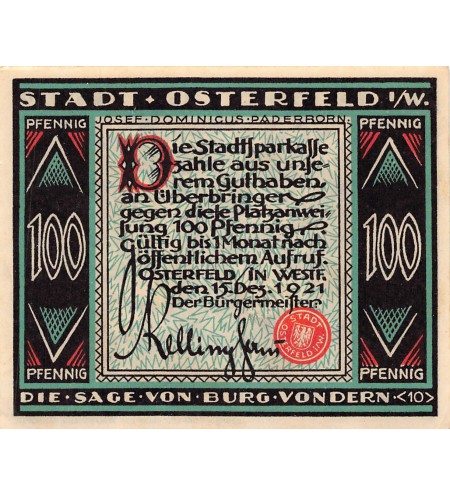 STADT · OSTERFELD I/W.
PFENNIG
JOSEF·DOMINICUS·PADERBORN.
PFENNIG
Die Stadtsparkasse
zahle aus unse
rem Guthaben,
an Überbringer
gegen diese Platzanwei-
sung 100 Pfennig
Gültig bis 1 Monat nach
öffentlichem Aufruf.
OSTERFELD IN WESTF.
den 15. Dez. 1921
Der Bürgermeister:
100
100
STADT
OSTERFELD I/W.
PFENNIG
PFENNIG
DIE · SAGE · VON · BURG · VONDERN · <10>